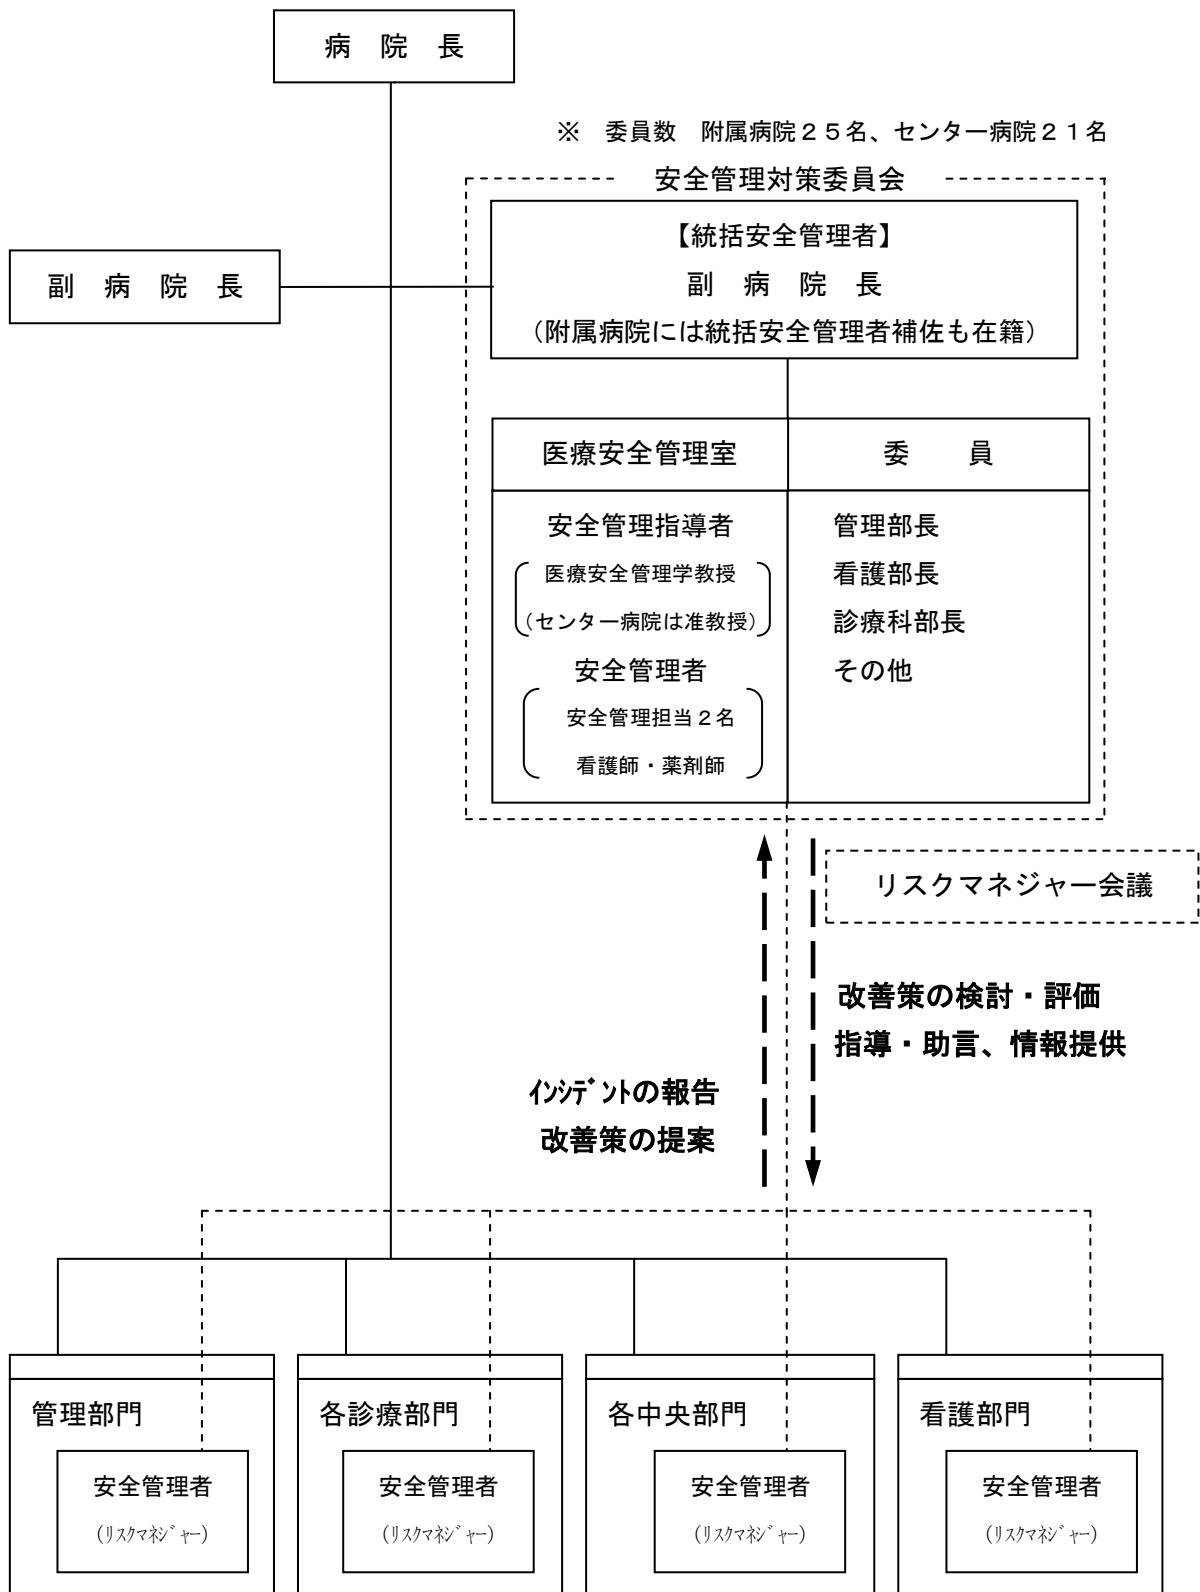 病　院　長
※　委員数　附属病院２５名、センター病院２１名
安全管理対策委員会
【統括安全管理者】
副　病　院　長
（附属病院には統括安全管理者補佐も在籍）
副　病　院　長
医療安全管理室
委　　員
安全管理指導者
医療安全管理学教授
（センター病院は准教授）
安全管理者
安全管理担当２名
看護師・薬剤師
管理部長
看護部長
診療科部長
その他
リスクマネジャー会議
改善策の検討・評価
指導・助言、情報提供
ｲﾝｼﾃﾞﾝﾄの報告
改善策の提案
管理部門
安全管理者
（ﾘｽｸﾏﾈｼﾞｬｰ）
各診療部門
安全管理者
（ﾘｽｸﾏﾈｼﾞｬｰ）
各中央部門
安全管理者
（ﾘｽｸﾏﾈｼﾞｬｰ）
看護部門
安全管理者
（ﾘｽｸﾏﾈｼﾞｬｰ）